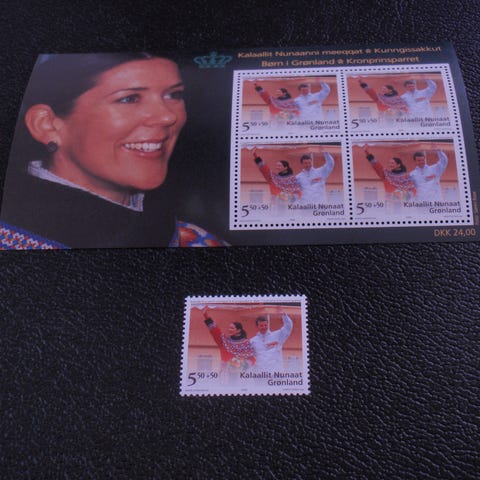 Kalaallit Nunaanni meeqqat ★ Kunngissakkut
Børn i Grønland ★ Kronprinsparret
5.50+50
Kalaallit Nunaat
Grønland
5.50+50
Kalaallit Nunaat
Grønland
5.50+50
Kalaallit Nunaat
Grønland
5.50+50
Kalaallit Nunaat
Grønland
DKK 24,00
5.50+50
Kalaallit Nunaat
Grønland